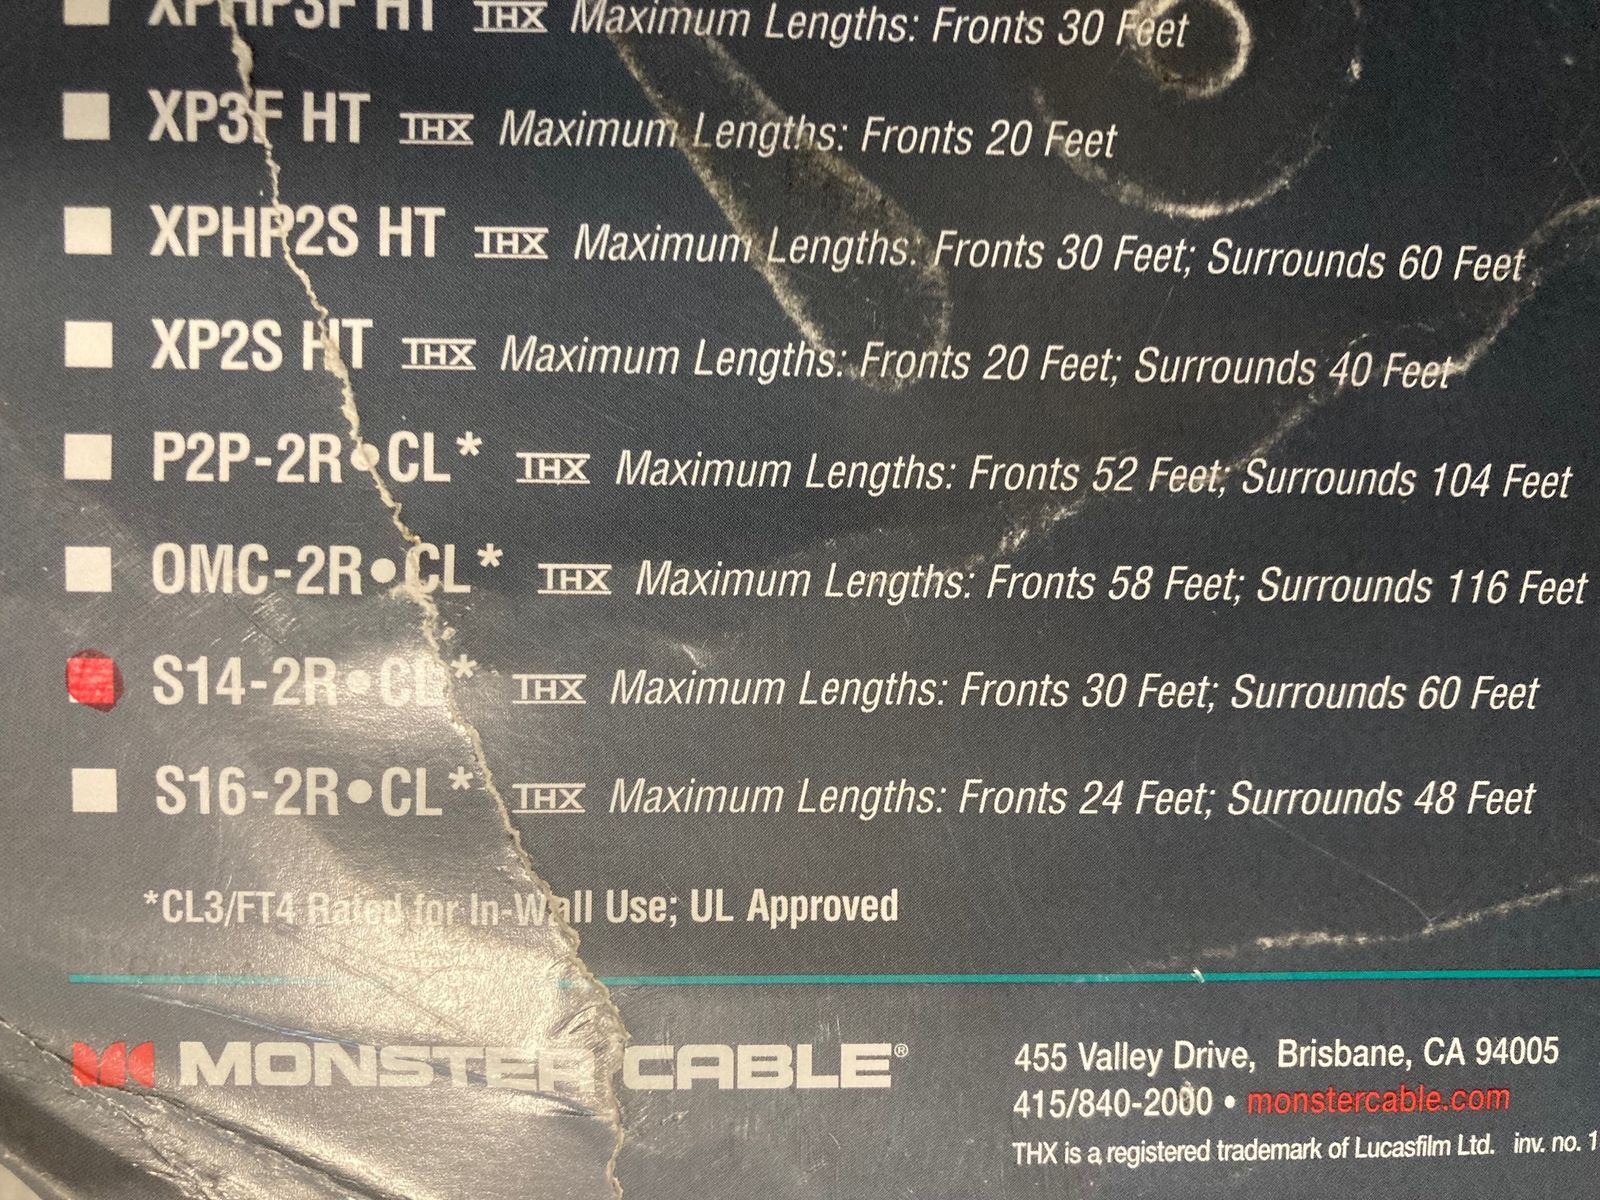 XPHP3F HT THX Maximum Lengths: Fronts 30 Feet
XP3F HT THX Maximum Lengths: Fronts 20 Feet
XPHP2S HT THX Maximum Lengths: Fronts 30 Feet; Surrounds 60 Feet
XP2S HT THX Maximum Lengths: Fronts 20 Feet; Surrounds 40 Feet
P2P-2R•CL* THX Maximum Lengths: Fronts 52 Feet; Surrounds 104 Feet
OMC-2R•CL* THX Maximum Lengths: Fronts 58 Feet; Surrounds 116 Feet
S14-2R•CL* THX Maximum Lengths: Fronts 30 Feet; Surrounds 60 Feet
S16-2R•CL* THX Maximum Lengths: Fronts 24 Feet; Surrounds 48 Feet
*CL3/FT4 Rated for In-Wall Use; UL Approved
MONSTER CABLE®
455 Valley Drive, Brisbane, CA 94005
415/840-2000 • monstercable.com
THX is a registered trademark of Lucasfilm Ltd. inv. no. 1